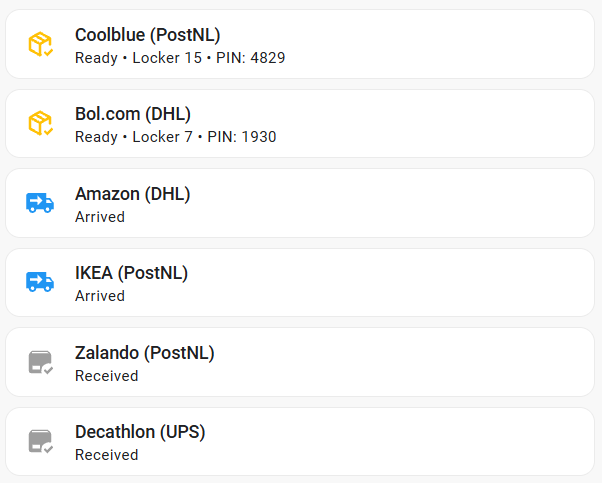 Coolblue (PostNL)
Ready • Locker 15 • PIN: 4829
Bol.com (DHL)
Ready • Locker 7 • PIN: 1930
Amazon (DHL)
Arrived
IKEA (PostNL)
Arrived
Zalando (PostNL)
Received
Decathlon (UPS)
Received